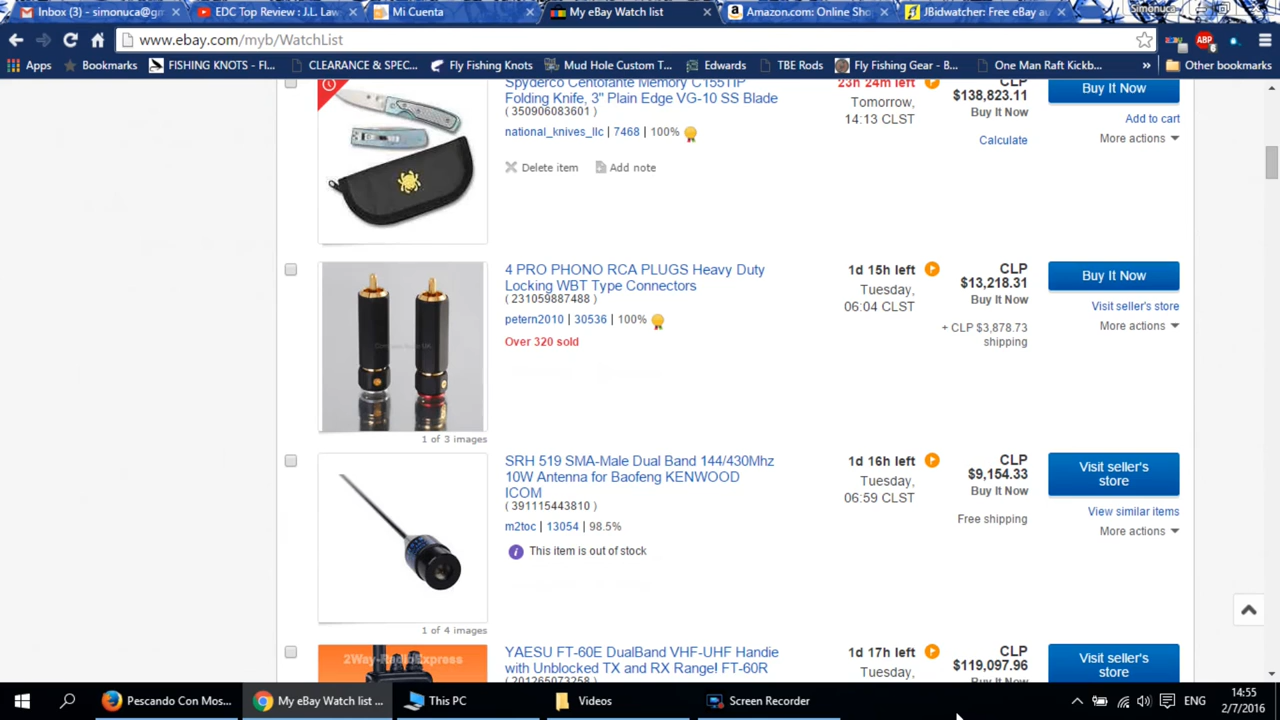 Inbox (3) - simonuca@gm
EDC Top Review : J.L. Law
Mi Cuenta
My eBay Watch list
Amazon.com: Online Sho
JBidwatcher: Free eBay au
Simonuca
www.ebay.com/myb/WatchList
ABP
6
Apps
Bookmarks
FISHING KNOTS - Fl...
CLEARANCE & SPEC...
Fly Fishing Knots
Mud Hole Custom T...
Edwards
TBE Rods
Fly Fishing Gear - B...
One Man Raft Kickb...
»
Other bookmarks
Spyderco Centofante Memory C155TIP
Folding Knife, 3" Plain Edge VG-10 SS Blade
( 350906083601 )
national_knives_llc | 7468 | 100%
Delete item
Add note
23h 24m left
Tomorrow,
14:13 CLST
CLP
$138,823.11
Buy It Now
Calculate
Buy It Now
Add to cart
More actions
4 PRO PHONO RCA PLUGS Heavy Duty
Locking WBT Type Connectors
( 231059887488 )
petern2010 | 30536 | 100%
Over 320 sold
1 of 3 images
1d 15h left
Tuesday,
06:04 CLST
CLP
$13,218.31
Buy It Now
+ CLP $3,878.73
shipping
Buy It Now
Visit seller's store
More actions
SRH 519 SMA-Male Dual Band 144/430Mhz
10W Antenna for Baofeng KENWOOD
ICOM
( 391115443810 )
m2toc | 13054 | 98.5%
This item is out of stock
1 of 4 images
1d 16h left
Tuesday,
06:59 CLST
CLP
$9,154.33
Buy It Now
Free shipping
Visit seller's
store
View similar items
More actions
2Way-RadioExpress
YAESU FT-60E DualBand VHF-UHF Handie
with Unblocked TX and RX Range! FT-60R
( 201265073258 )
1d 17h left
Tuesday,
CLP
$119,097.96
Buy It Now
Visit seller's
store
Pescando Con Mos...
My eBay Watch list ...
This PC
Videos
Screen Recorder
ENG
14:55
2/7/2016